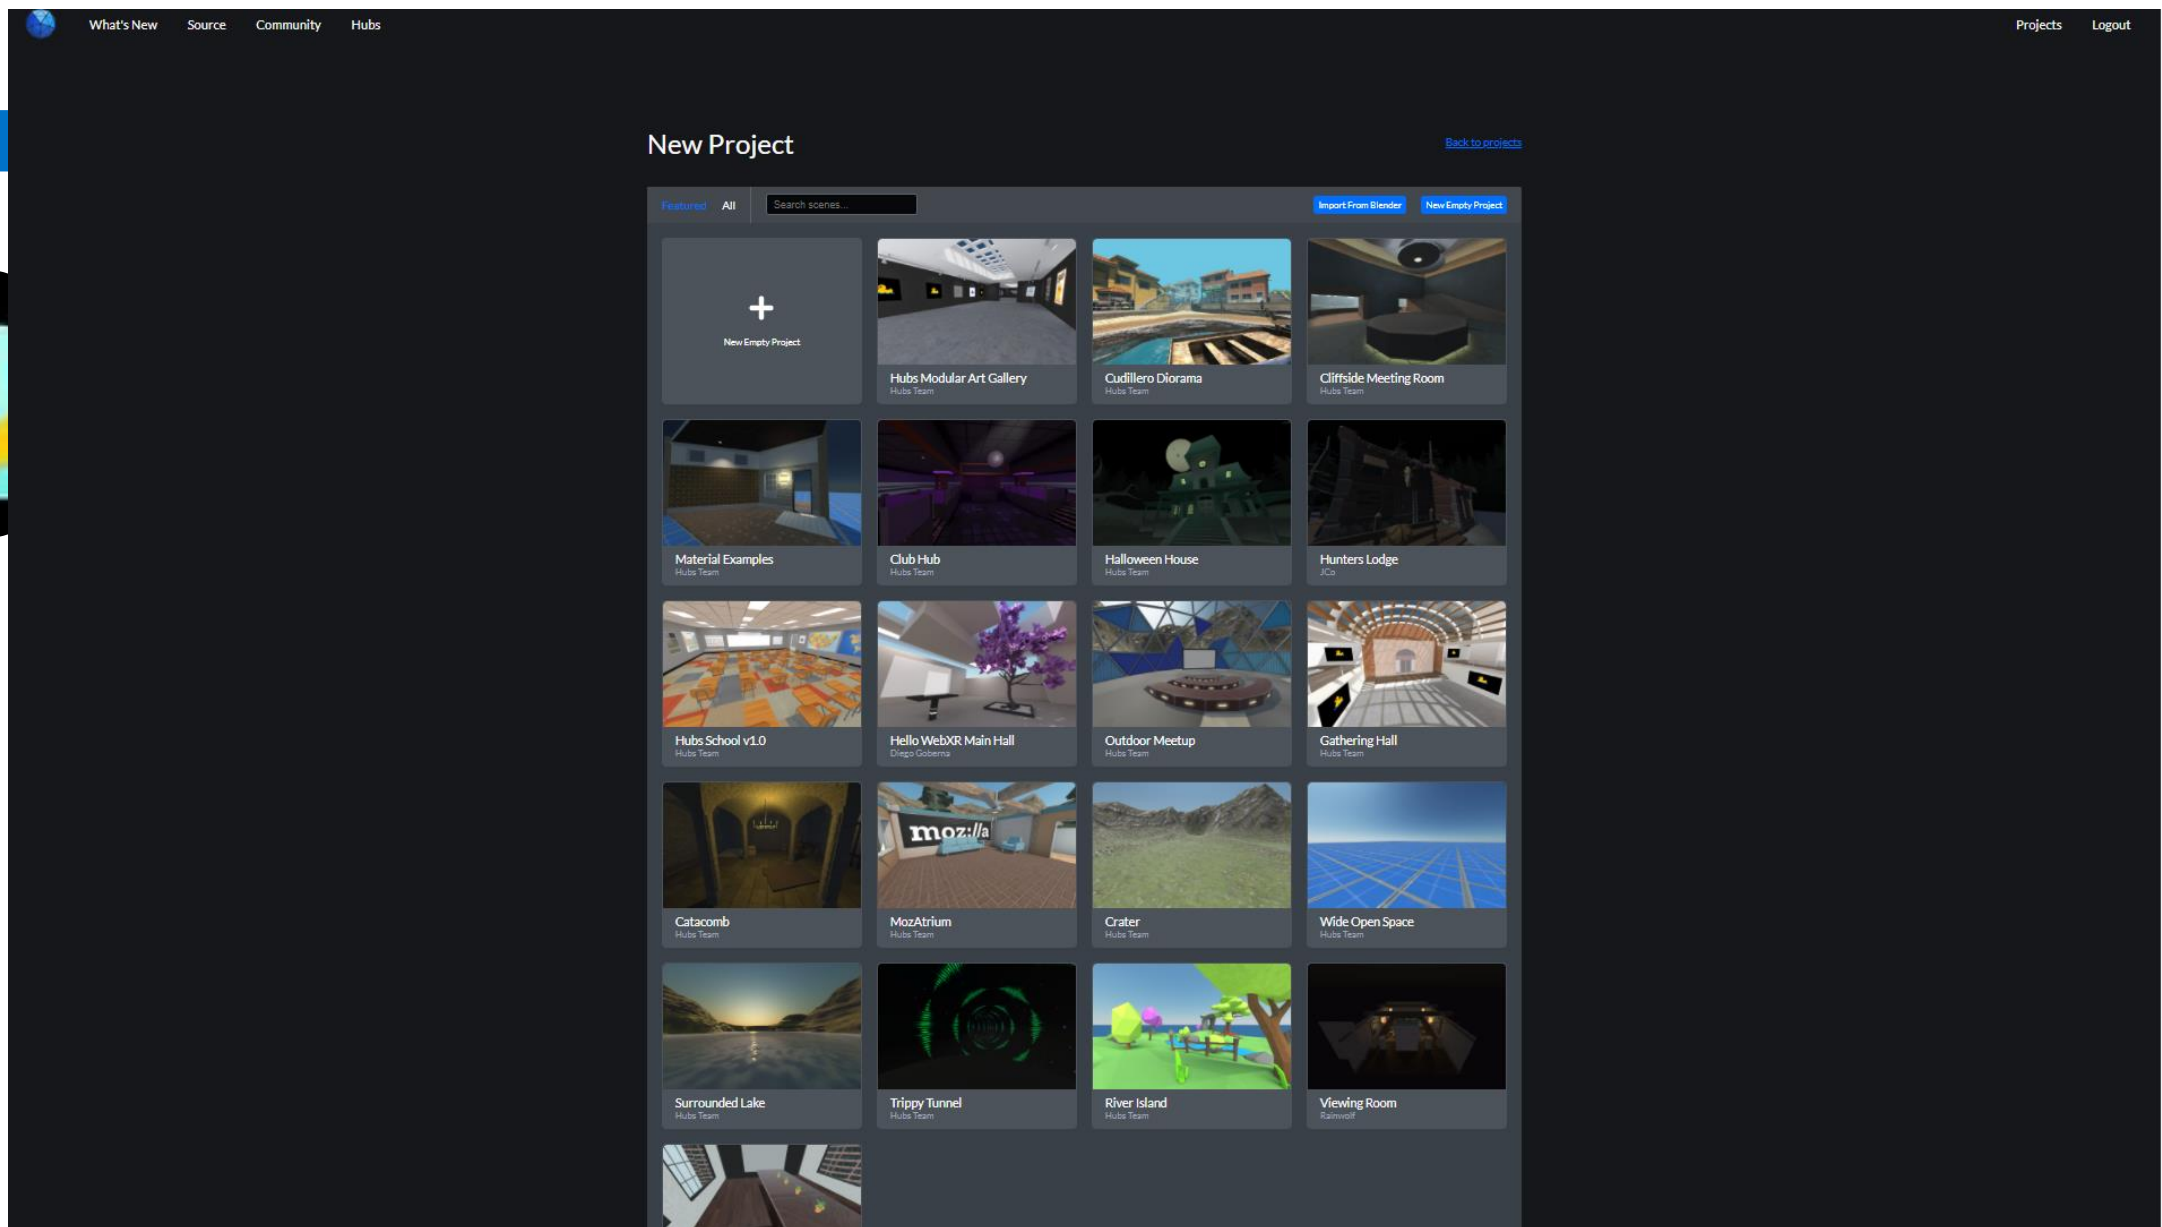 What's New Source Community Hubs Projects Logout
New Project Back to projects
Featured All Search scenes... Import From Blender New Empty Project
New Empty Project
Hubs Modular Art Gallery
Hubs Team
Cudillero Diorama
Hubs Team
Cliffside Meeting Room
Hubs Team
Material Examples
Hubs Team
Club Hub
Hubs Team
Halloween House
Hubs Team
Hunters Lodge
JCo
Hubs School v1.0
Hubs Team
Hello WebXR Main Hall
Diego Goberna
Outdoor Meetup
Hubs Team
Gathering Hall
Hubs Team
moz://a
Catacomb
Hubs Team
MozAtrium
Hubs Team
Crater
Hubs Team
Wide Open Space
Hubs Team
Surrounded Lake
Hubs Team
Trippy Tunnel
Hubs Team
River Island
Hubs Team
Viewing Room
Rainwolf